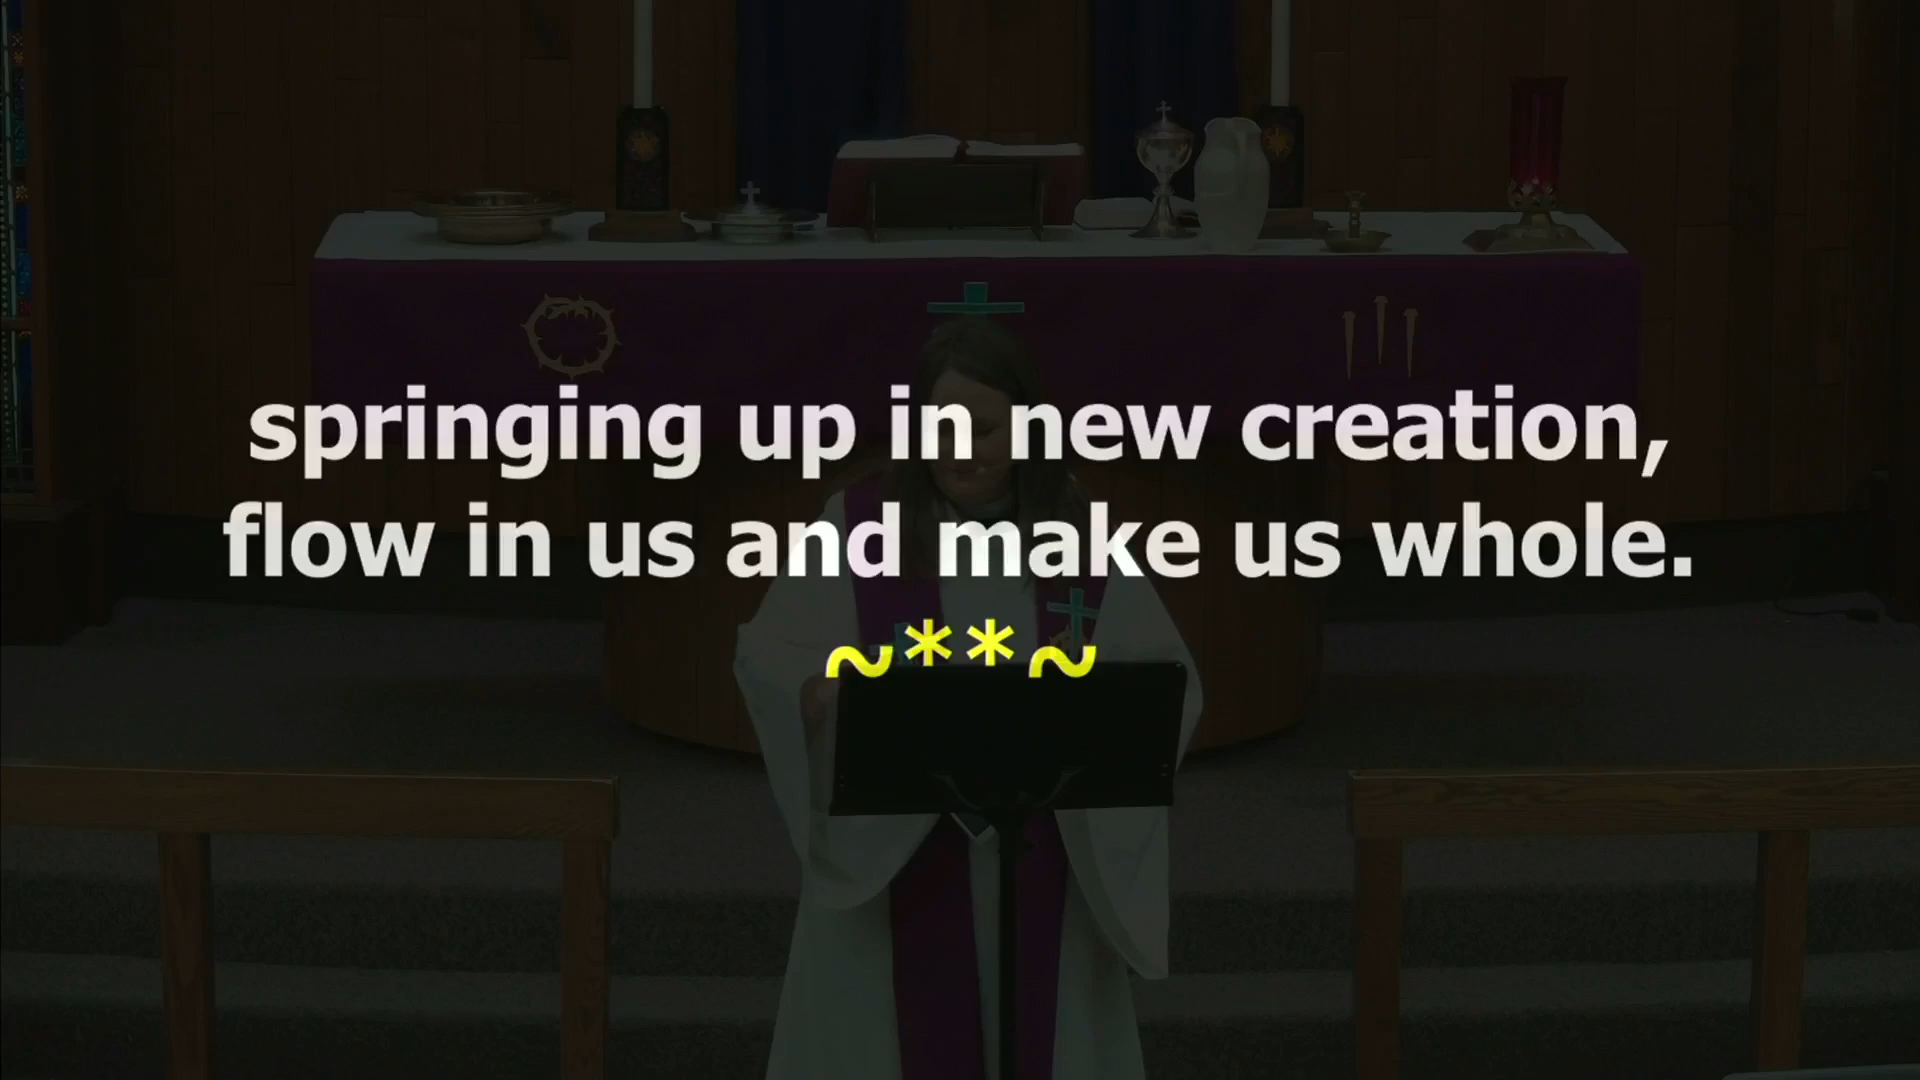 springing up in new creation,
flow in us and make us whole.
~**~